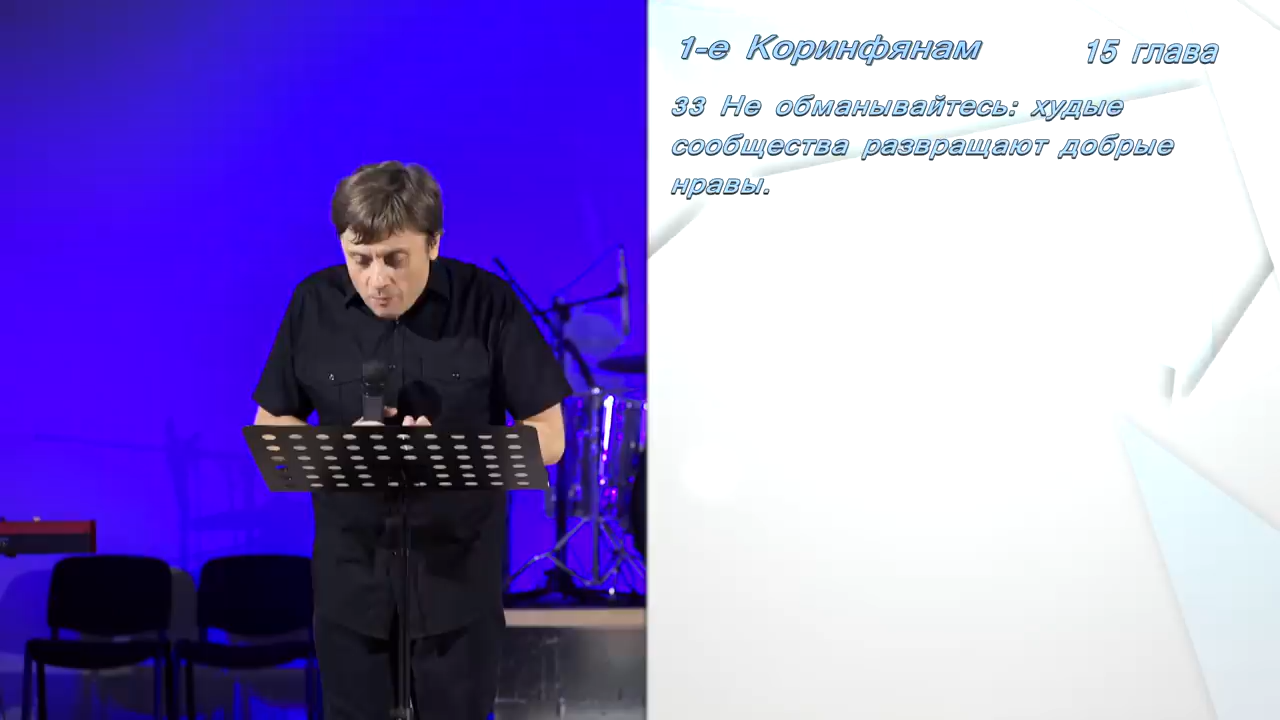 1-е Коринфянам 15 глава
33 Не обманывайтесь: худые
сообщества развращают добрые
нравы.